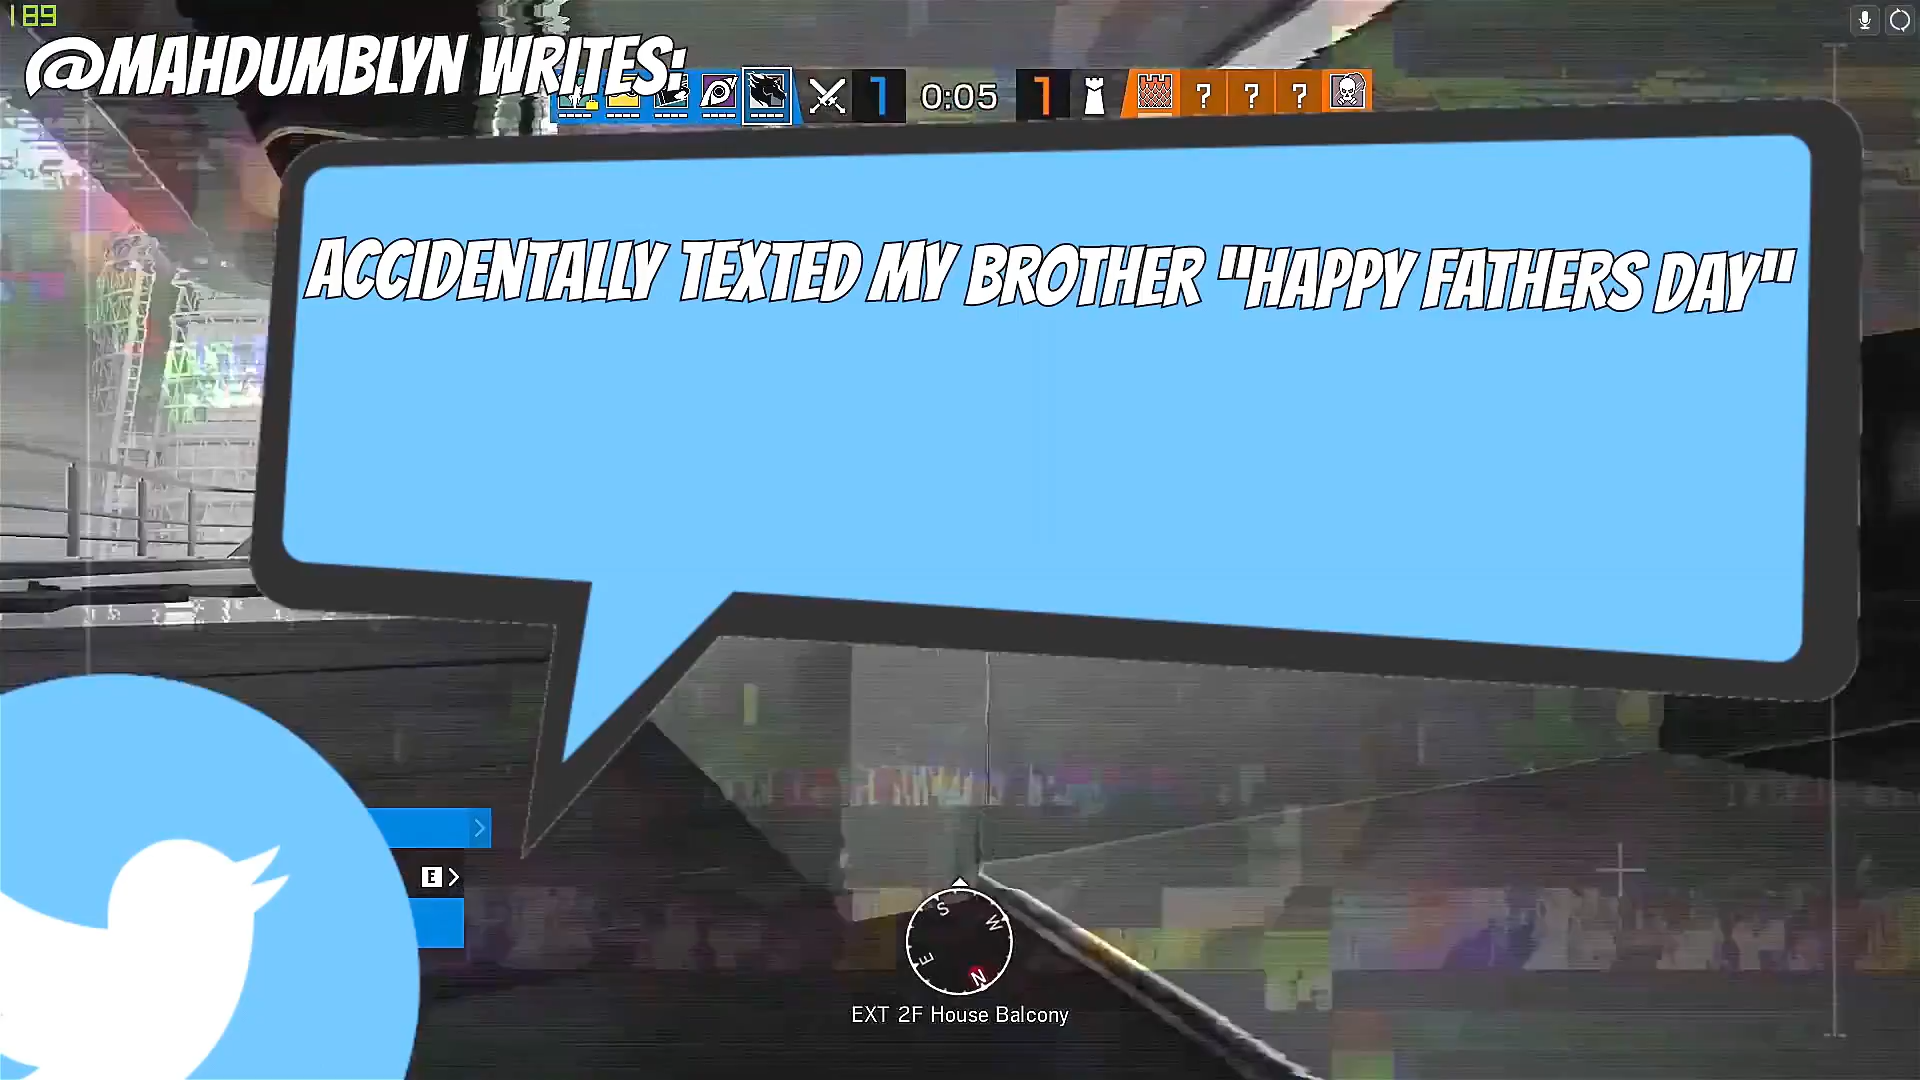 189
@MAHDUMBLYN WRITES:
1 0:05 1 ? ? ?
ACCIDENTALLY TEXTED MY BROTHER "HAPPY FATHERS DAY"
E
S W E N
EXT 2F House Balcony